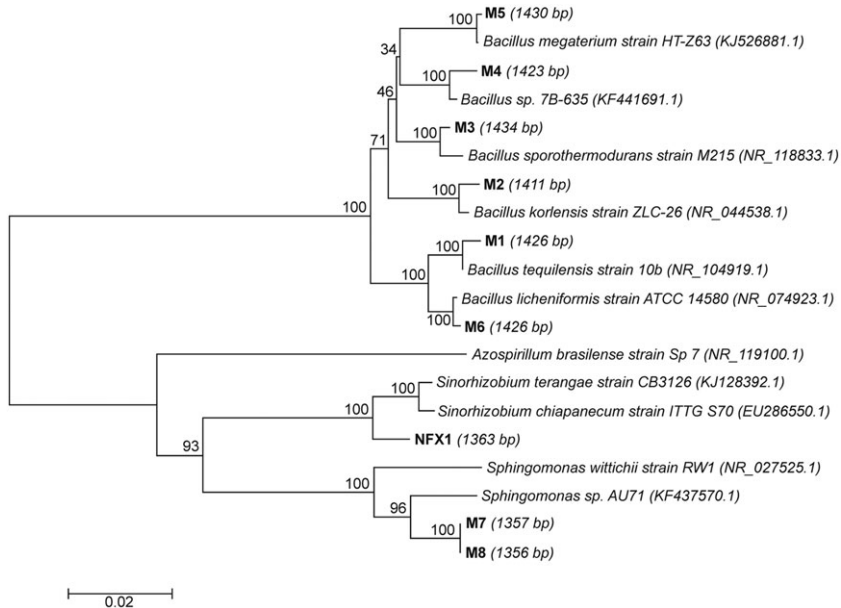 100 M5 (1430 bp)
Bacillus megaterium strain HT-Z63 (KJ526881.1)
34
100 M4 (1423 bp)
46
Bacillus sp. 7B-635 (KF441691.1)
100 M3 (1434 bp)
71
Bacillus sporothermodurans strain M215 (NR_118833.1)
100 M2 (1411 bp)
100
Bacillus korlensis strain ZLC-26 (NR_044538.1)
100 M1 (1426 bp)
100
Bacillus tequilensis strain 10b (NR_104919.1)
Bacillus licheniformis strain ATCC 14580 (NR_074923.1)
100 M6 (1426 bp)
Azospirillum brasilense strain Sp 7 (NR_119100.1)
100 Sinorhizobium terangae strain CB3126 (KJ128392.1)
100
Sinorhizobium chiapanecum strain ITTG S70 (EU286550.1)
NFX1 (1363 bp)
93
Sphingomonas wittichii strain RW1 (NR_027525.1)
100
Sphingomonas sp. AU71 (KF437570.1)
96
100 M7 (1357 bp)
M8 (1356 bp)
0.02